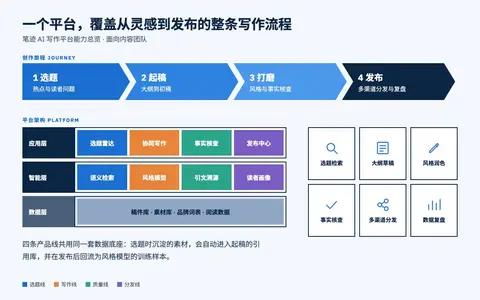 一个平台，覆盖从灵感到发布的整条写作流程
笔迹 AI 写作平台能力总览 · 面向内容团队
创作旅程 JOURNEY
1 选题
热点与读者问题
2 起稿
大纲到初稿
3 打磨
风格与事实核查
4 发布
多渠道分发与复盘
平台架构 PLATFORM
应用层
选题雷达
协同写作
事实核查
发布中心
智能层
语义检索
风格模型
引文溯源
读者画像
数据层
稿件库 · 素材库 · 品牌词表 · 阅读数据
选题检索
大纲草稿
风格润色
事实核查
多渠道分发
数据复盘
四条产品线共用同一套数据底座：选题时沉淀的素材，会自动进入起稿的引
用库，并在发布后回流为风格模型的训练样本。
选题线
写作线
质量线
分发线